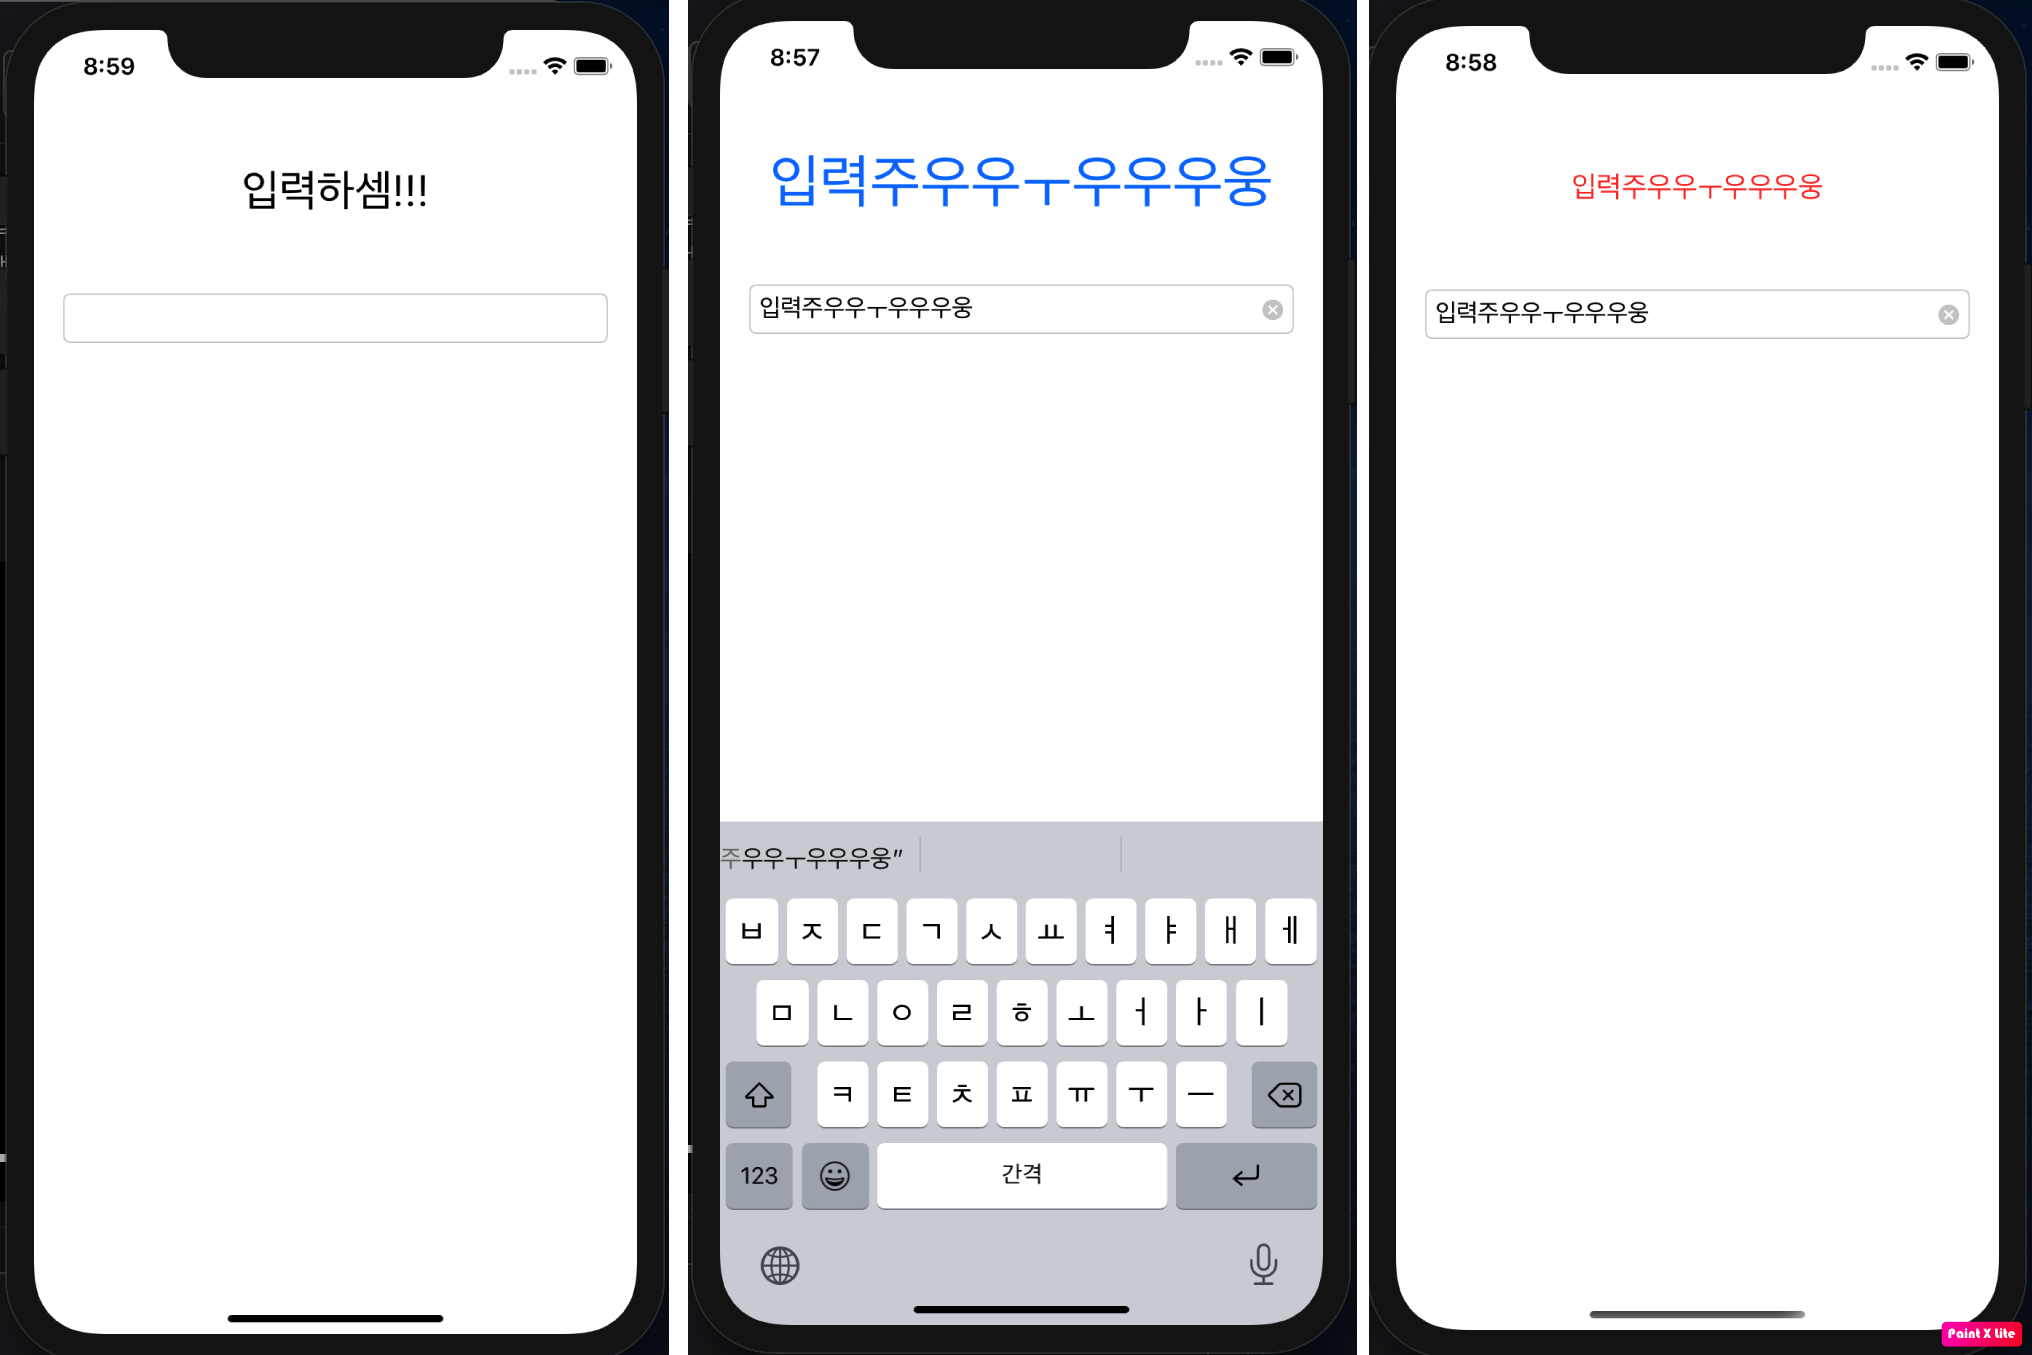 8:59
입력하셈!!!
8:57
입력주우우ㅜ우우우웅
입력주우우ㅜ우우우웅
주우우ㅜ우우우웅”
ㅂ ㅈ ㄷ ㄱ ㅅ ㅛ ㅕ ㅑ ㅐ ㅔ
ㅁ ㄴ ㅇ ㄹ ㅎ ㅗ ㅓ ㅏ ㅣ
ㅋ ㅌ ㅊ ㅍ ㅠ ㅜ ㅡ
123 간격
8:58
입력주우우ㅜ우우우웅
입력주우우ㅜ우우우웅
Paint X Lite